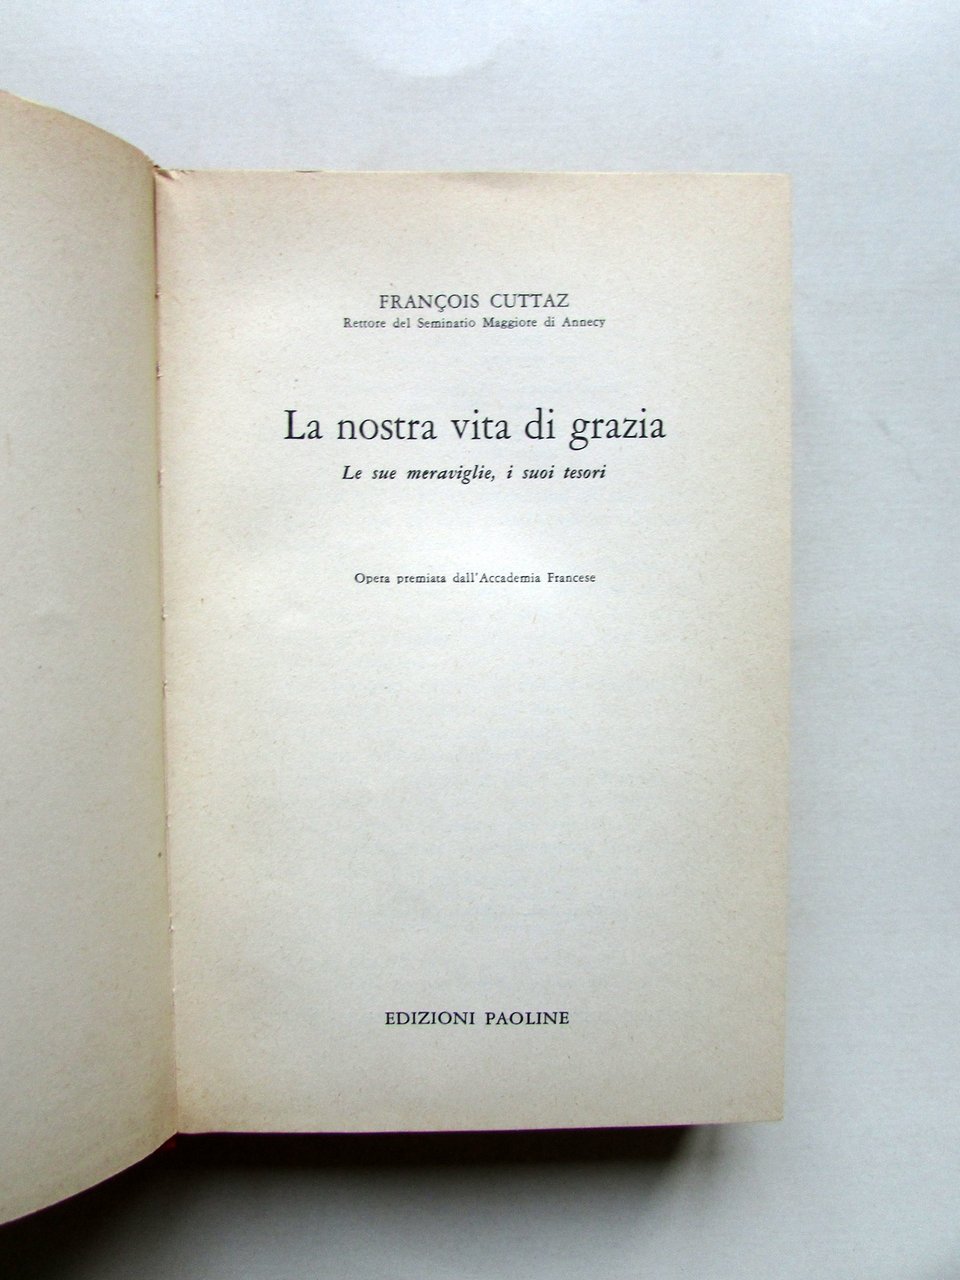 FRANÇOIS CUTTAZ
Rettore del Seminario Maggiore di Annecy
La nostra vita di grazia
Le sue meraviglie, i suoi tesori
Opera premiata dall'Accademia Francese
EDIZIONI PAOLINE